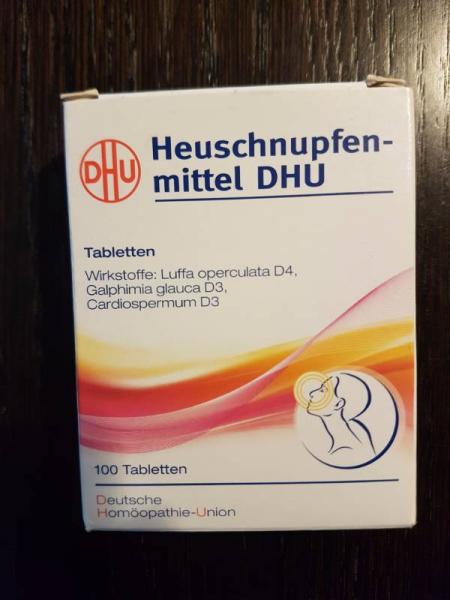 DHU
Heuschnupfen-
mittel DHU
Tabletten
Wirkstoffe: Luffa operculata D4,
Galphimia glauca D3,
Cardiospermum D3
100 Tabletten
Deutsche
Homöopathie-Union